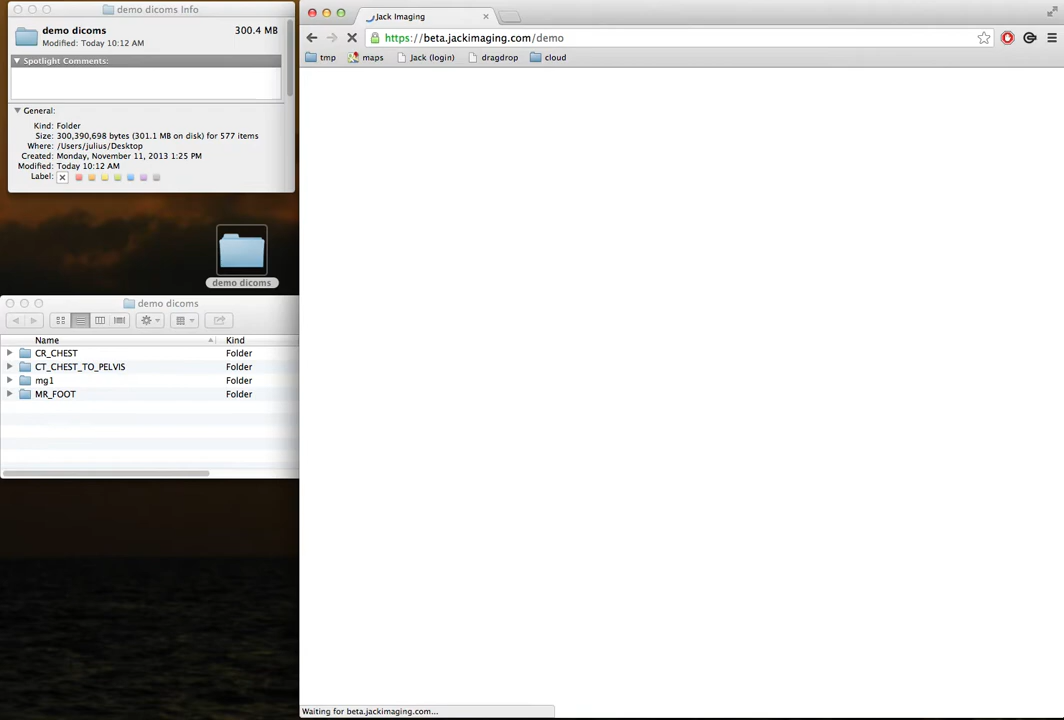 demo dicoms Info
demo dicoms 300.4 MB
Modified: Today 10:12 AM
Spotlight Comments:
General:
Kind: Folder
Size: 300,390,698 bytes (301.1 MB on disk) for 577 items
Where: /Users/julius/Desktop
Created: Monday, November 11, 2013 1:25 PM
Modified: Today 10:12 AM
Label:
demo dicoms
demo dicoms
Name Kind
CR_CHEST Folder
CT_CHEST_TO_PELVIS Folder
mg1 Folder
MR_FOOT Folder
Jack Imaging
https://beta.jackimaging.com/demo
tmp maps Jack (login) dragdrop cloud
Waiting for beta.jackimaging.com...